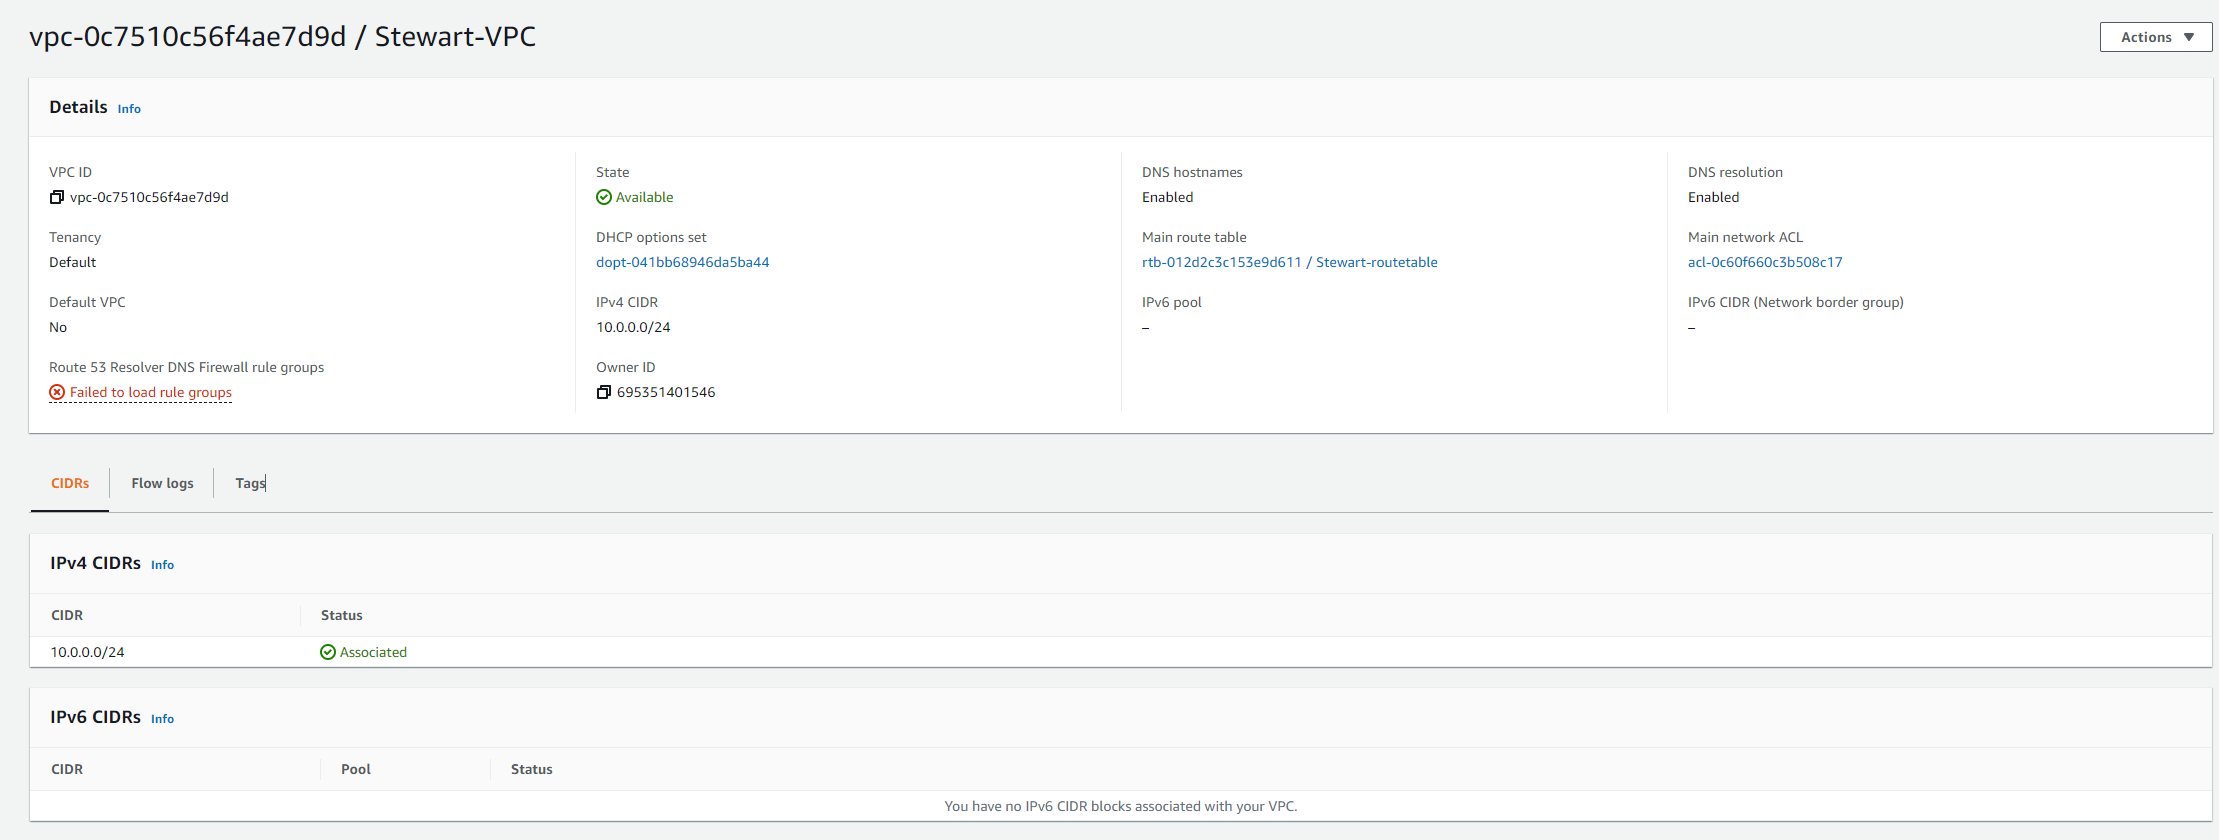 vpc-0c7510c56f4ae7d9d / Stewart-VPC
Actions
Details Info
VPC ID
vpc-0c7510c56f4ae7d9d
State
Available
DNS hostnames
Enabled
DNS resolution
Enabled
Tenancy
Default
DHCP options set
dopt-041bb68946da5ba44
Main route table
rtb-012d2c3c153e9d611 / Stewart-routetable
Main network ACL
acl-0c60f660c3b508c17
Default VPC
No
IPv4 CIDR
10.0.0.0/24
IPv6 pool
–
IPv6 CIDR (Network border group)
–
Route 53 Resolver DNS Firewall rule groups
Failed to load rule groups
Owner ID
695351401546
CIDRs
Flow logs
Tags
IPv4 CIDRs Info
CIDR Status
10.0.0.0/24 Associated
IPv6 CIDRs Info
CIDR Pool Status
You have no IPv6 CIDR blocks associated with your VPC.